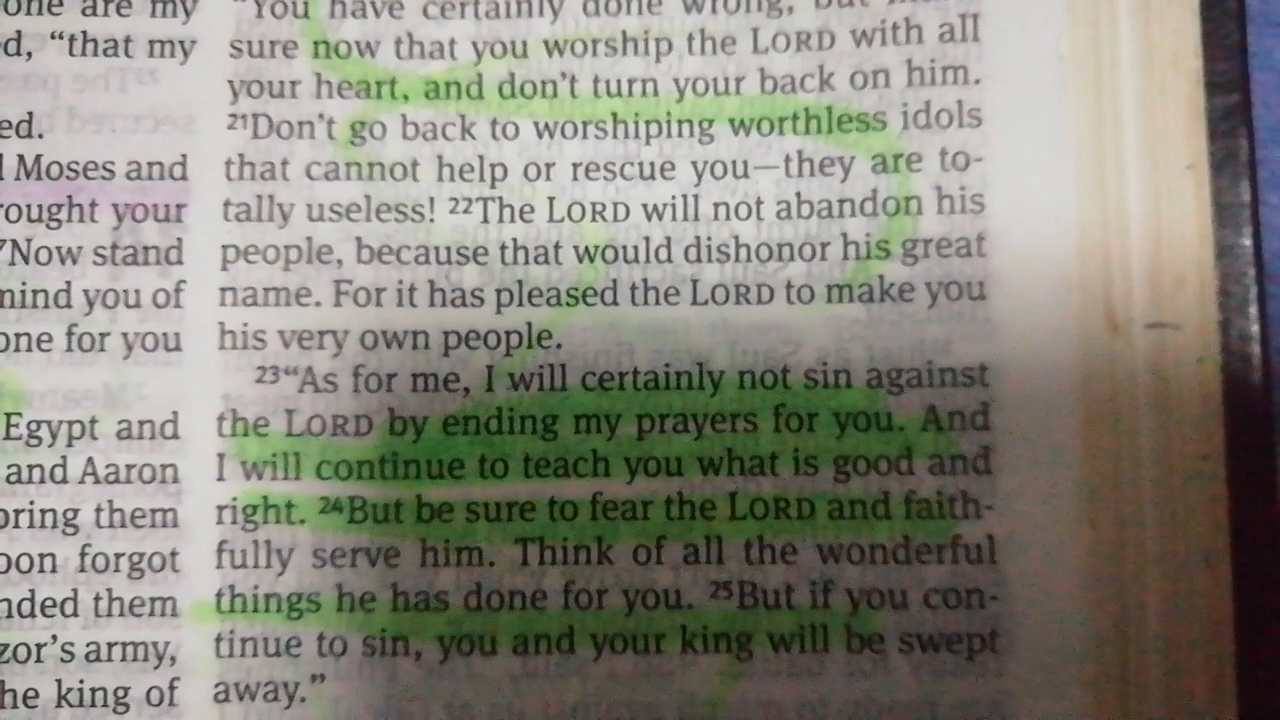 one are my
d, “that my
ed.
Moses and
ought your
Now stand
mind you of
one for you
Egypt and
and Aaron
oring them
oon forgot
nded them
zor’s army,
he king of
“You have certainly done wrong, but
sure now that you worship the LORD with all
your heart, and don’t turn your back on him.
²¹Don’t go back to worshiping worthless idols
that cannot help or rescue you—they are to-
tally useless! ²²The LORD will not abandon his
people, because that would dishonor his great
name. For it has pleased the LORD to make you
his very own people.
²³“As for me, I will certainly not sin against
the LORD by ending my prayers for you. And
I will continue to teach you what is good and
right. ²⁴But be sure to fear the LORD and faith-
fully serve him. Think of all the wonderful
things he has done for you. ²⁵But if you con-
tinue to sin, you and your king will be swept
away.”